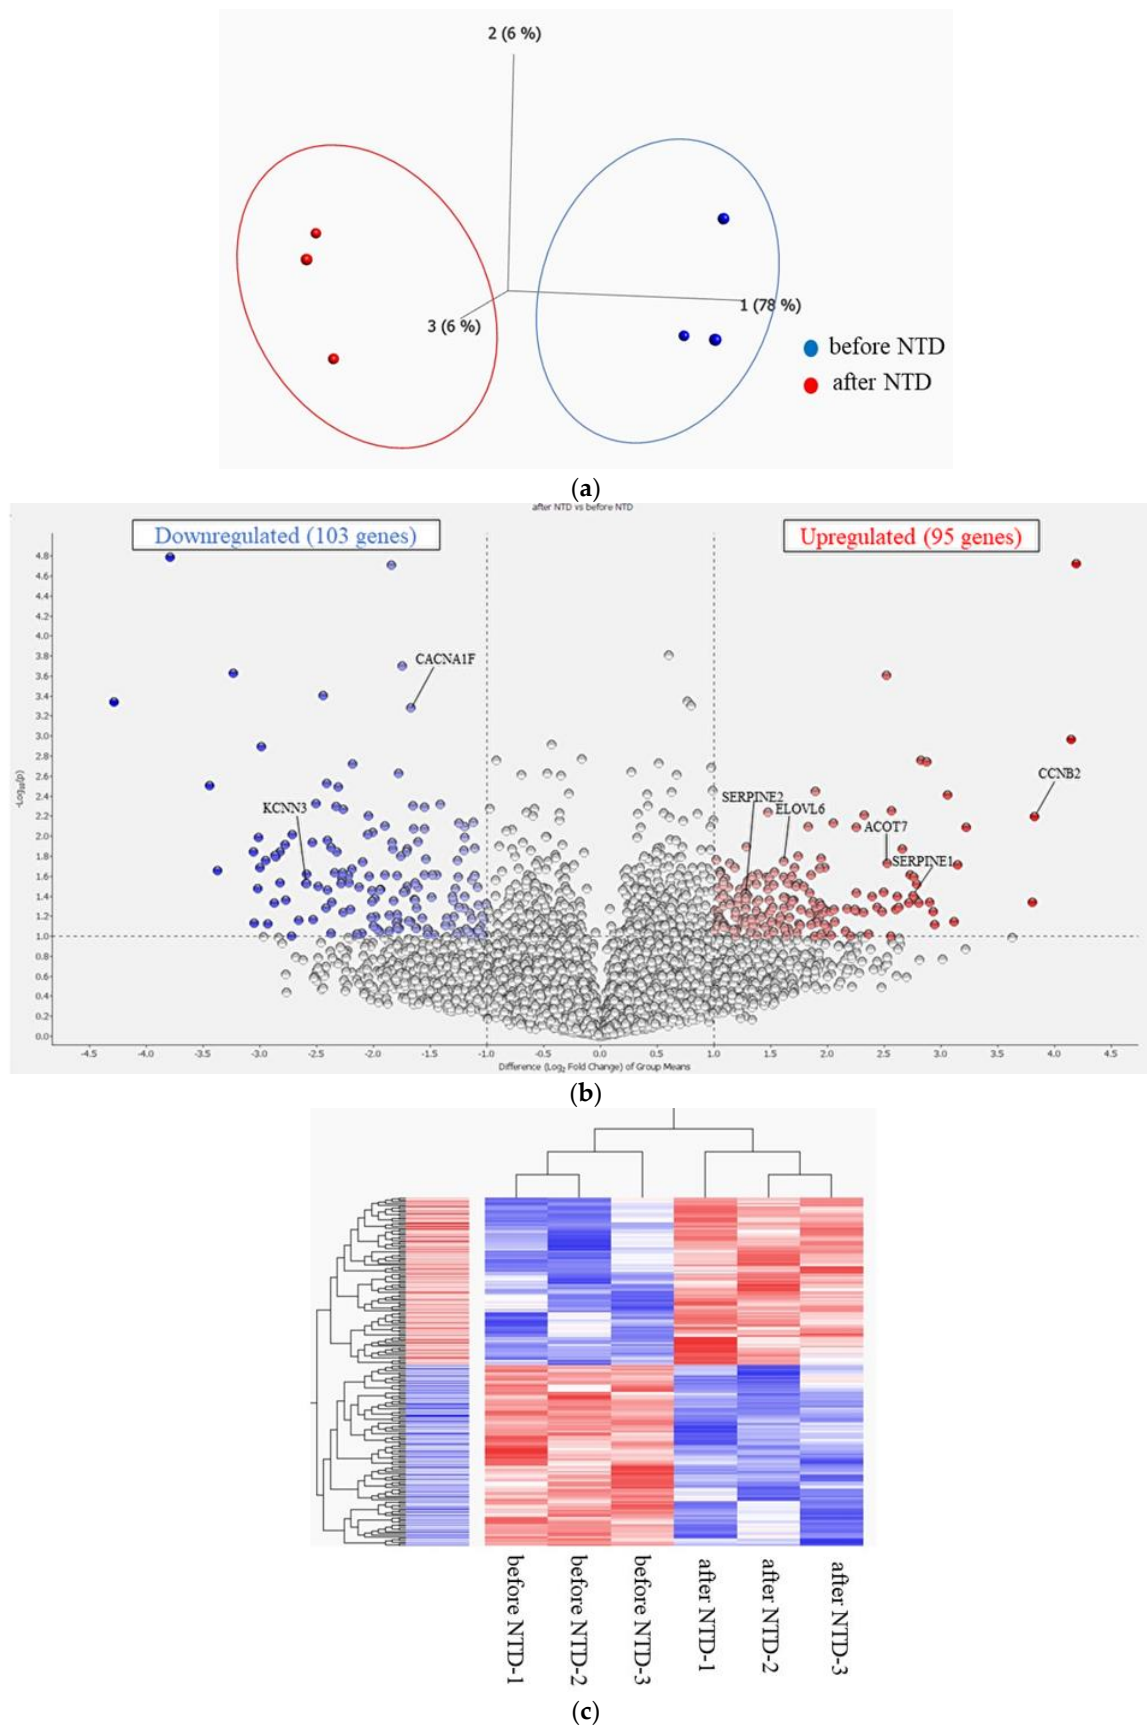 2 (6 %)
1 (78 %)
3 (6 %)
before NTD
after NTD
(a)
after NTD vs before NTD
Downregulated (103 genes)
Upregulated (95 genes)
4.8
4.6
4.4
4.2
4.0
3.8
3.6
3.4
3.2
3.0
2.8
2.6
2.4
2.2
2.0
1.8
1.6
1.4
1.2
1.0
0.8
0.6
0.4
0.2
0.0
-Log₁₀(p)
CACNA1F
KCNN3
SERPINE2
ELOVL6
ACOT7
SERPINE1
CCNB2
-4.5 -4.0 -3.5 -3.0 -2.5 -2.0 -1.5 -1.0 -0.5 0.0 0.5 1.0 1.5 2.0 2.5 3.0 3.5 4.0 4.5
Difference (Log₂ Fold Change) of Group Means
(b)
before NTD-1
before NTD-2
before NTD-3
after NTD-1
after NTD-2
after NTD-3
(c)